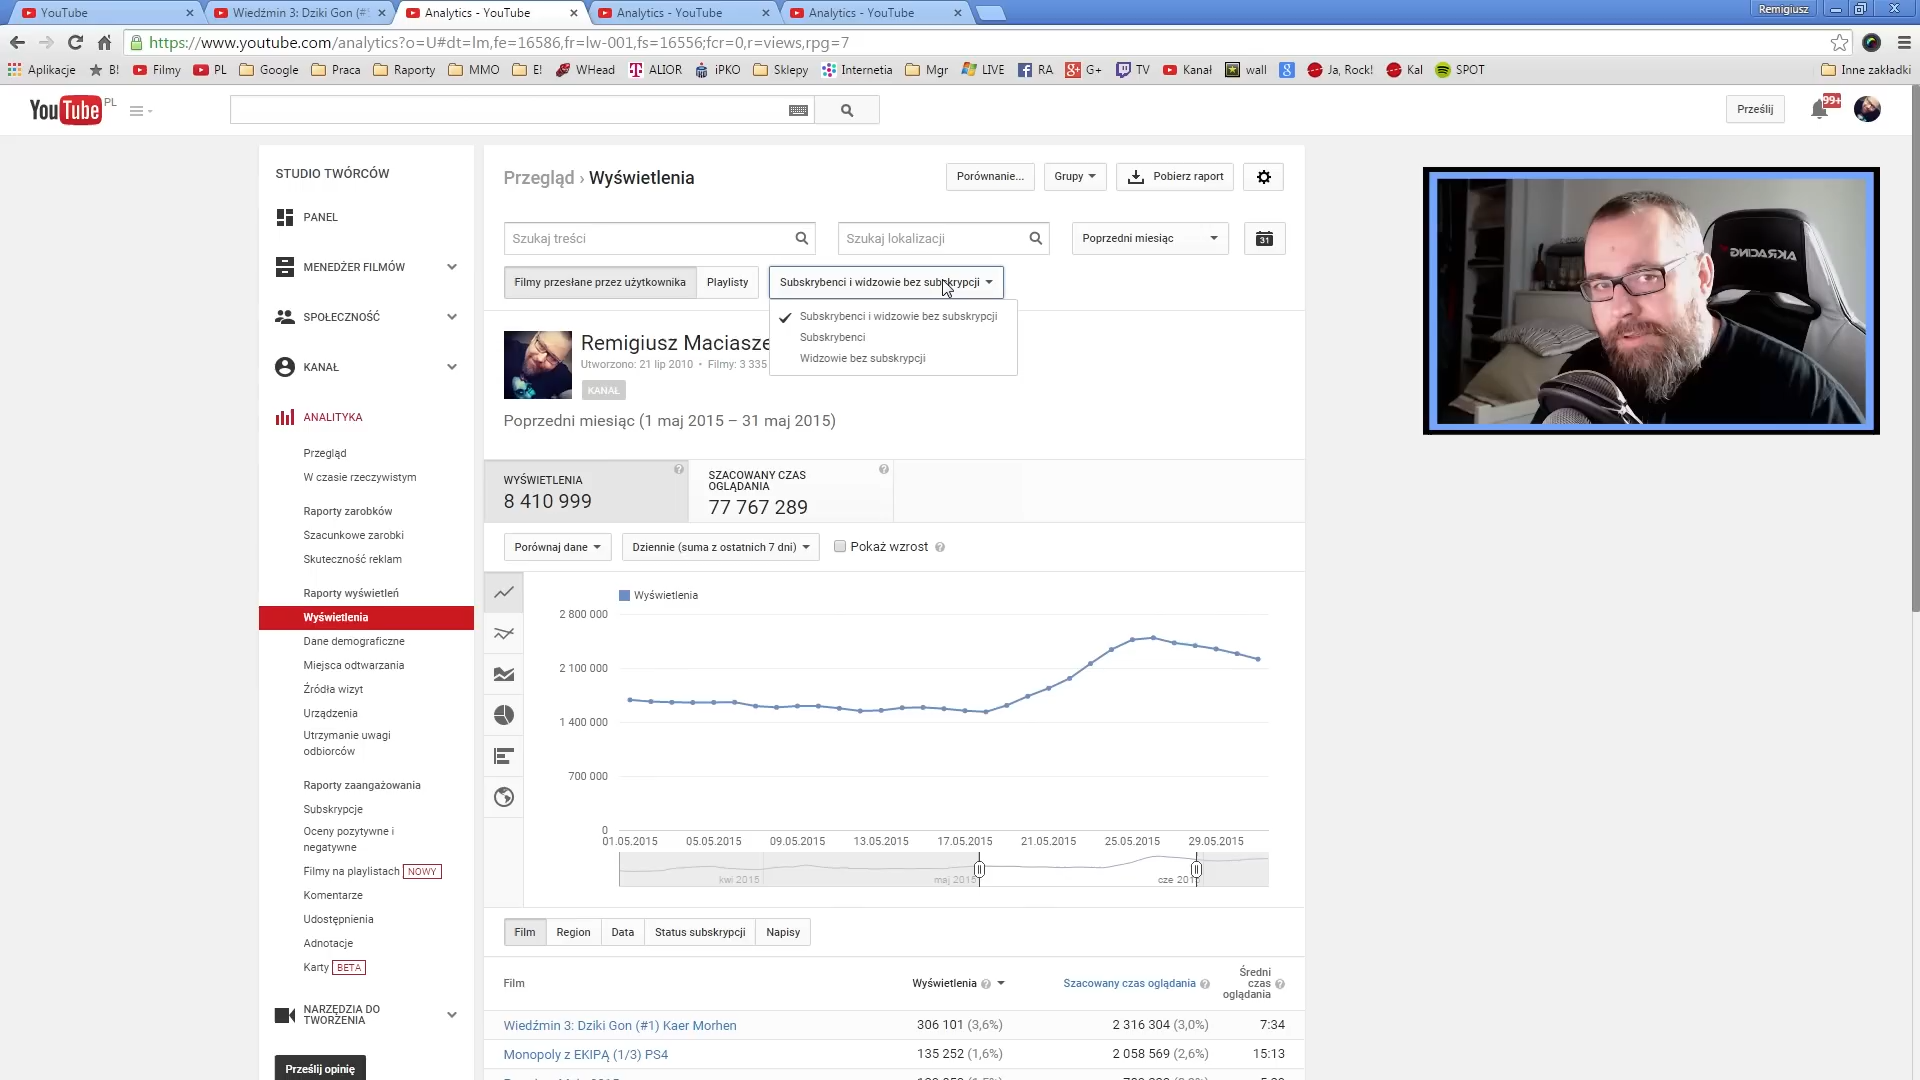 YouTube
Wiedźmin 3: Dziki Gon (#
Analytics - YouTube
Analytics - YouTube
Analytics - YouTube
Remigiusz
https://www.youtube.com/analytics?o=U#dt=lm,fe=16586,fr=lw-001,fs=16556;fcr=0,r=views,rpg=7
Aplikacje B! Filmy PL Google Praca Raporty MMO E! WHead ALIOR iPKO Sklepy Internetia Mgr LIVE RA G+ TV Kanał wall Ja, Rock! Kal SPOT Inne zakładki
YouTube PL
Prześlij
99+
STUDIO TWÓRCÓW
PANEL
MENEDŻER FILMÓW
SPOŁECZNOŚĆ
KANAŁ
ANALITYKA
Przegląd
W czasie rzeczywistym
Raporty zarobków
Szacunkowe zarobki
Skuteczność reklam
Raporty wyświetleń
Wyświetlenia
Dane demograficzne
Miejsca odtwarzania
Źródła wizyt
Urządzenia
Utrzymanie uwagi
odbiorców
Raporty zaangażowania
Subskrypcje
Oceny pozytywne i
negatywne
Filmy na playlistach NOWY
Komentarze
Udostępnienia
Adnotacje
Karty BETA
NARZĘDZIA DO
TWORZENIA
Prześlij opinię
Przegląd › Wyświetlenia
Porównanie...
Grupy
Pobierz raport
Szukaj treści
Szukaj lokalizacji
Poprzedni miesiąc
31
Filmy przesłane przez użytkownika
Playlisty
Subskrybenci i widzowie bez subskrypcji
Subskrybenci i widzowie bez subskrypcji
Subskrybenci
Widzowie bez subskrypcji
Remigiusz Maciasze
Utworzono: 21 lip 2010 • Filmy: 3 335
KANAŁ
Poprzedni miesiąc (1 maj 2015 – 31 maj 2015)
WYŚWIETLENIA
8 410 999
SZACOWANY CZAS
OGLĄDANIA
77 767 289
Porównaj dane
Dziennie (suma z ostatnich 7 dni)
Pokaż wzrost
Wyświetlenia
2 800 000
2 100 000
1 400 000
700 000
0
01.05.2015 05.05.2015 09.05.2015 13.05.2015 17.05.2015 21.05.2015 25.05.2015 29.05.2015
kwi 2015 maj 2015 cze 201
Film
Region
Data
Status subskrypcji
Napisy
Film
Wyświetlenia
Szacowany czas oglądania
Średni
czas
oglądania
Wiedźmin 3: Dziki Gon (#1) Kaer Morhen 306 101 (3,6%) 2 316 304 (3,0%) 7:34
Monopoly z EKIPĄ (1/3) PS4 135 252 (1,6%) 2 058 569 (2,6%) 15:13
AKRACING